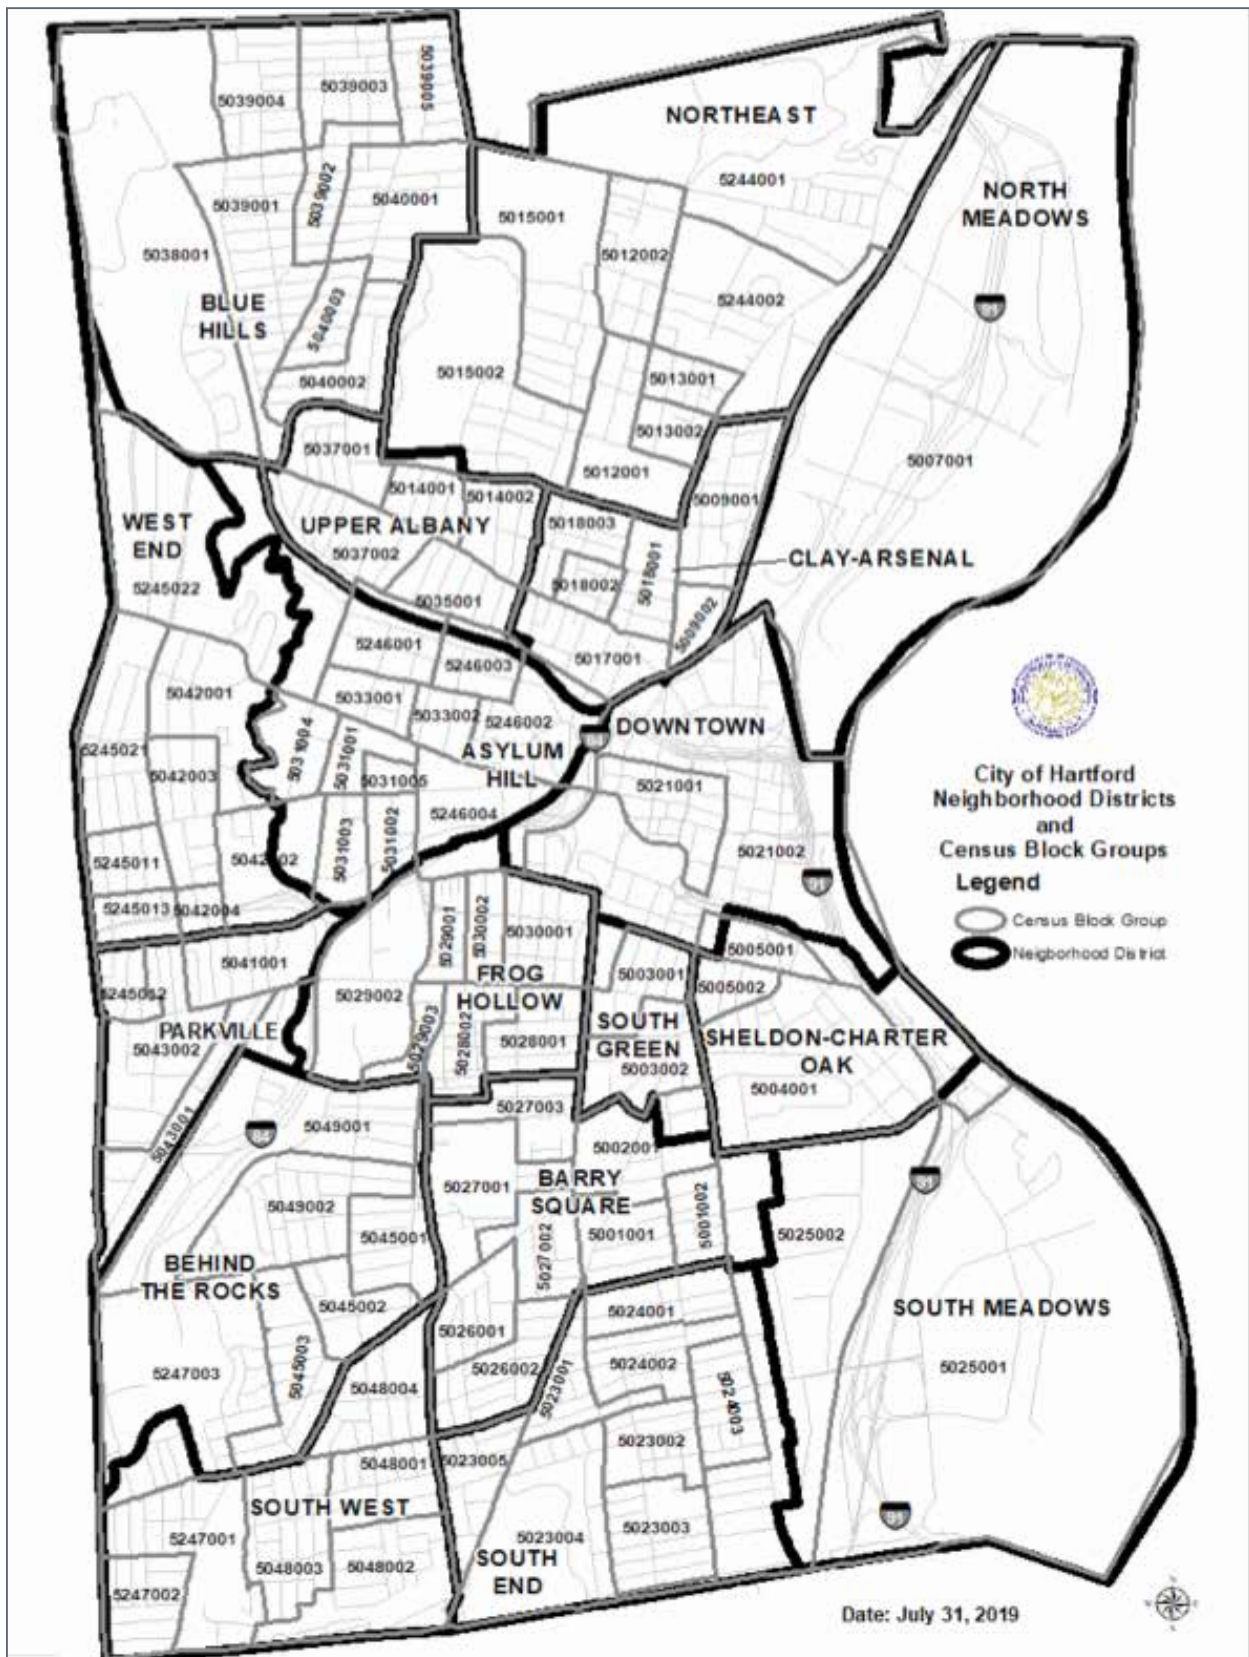 5039004
5039003
5039005
NORTHEAST
5244001
5039001
5039002
5040001
NORTH
MEADOWS
5015001
5038001
5012002
5244002
BLUE
HILLS
5040003
5015002
5013001
5040002
5013002
5037001
5012001
5007001
5014001
5014002
5009001
WEST
END
UPPER ALBANY
5018003
5037002
CLAY-ARSENAL
5018001
5018002
5245022
5035001
5009002
5246001
5246003
5017001
5042001
5033001
5033002
5246002
DOWNTOWN
5031004
5031001
ASYLUM
HILL
5245021
5042003
5031005
5021001
City of Hartford
Neighborhood Districts
and
Census Block Groups
5246004
5031003
5031002
5021002
5245011
Legend
5245013
5042004
Census Block Group
5029001
5030002
5030001
5005001
Neigborhood District
5041001
5003001
FROG
HOLLOW
5029002
5005002
PARKVILLE
5043002
5029003
5028002
5028001
SOUTH
GREEN
SHELDON-CHARTER
OAK
5003002
5004001
5027003
5043001
5049001
5002001
BARRY
SQUARE
5027001
5049002
5001002
5045001
5027002
5001001
5025002
BEHIND
THE ROCKS
5045002
SOUTH MEADOWS
5024001
5026001
5026002
5023001
5024002
5025001
5247003
5045003
5048004
5024003
5023002
5048001
5023005
SOUTH WEST
5247001
5023004
5023003
SOUTH
END
5048003
5048002
5247002
Date: July 31, 2019